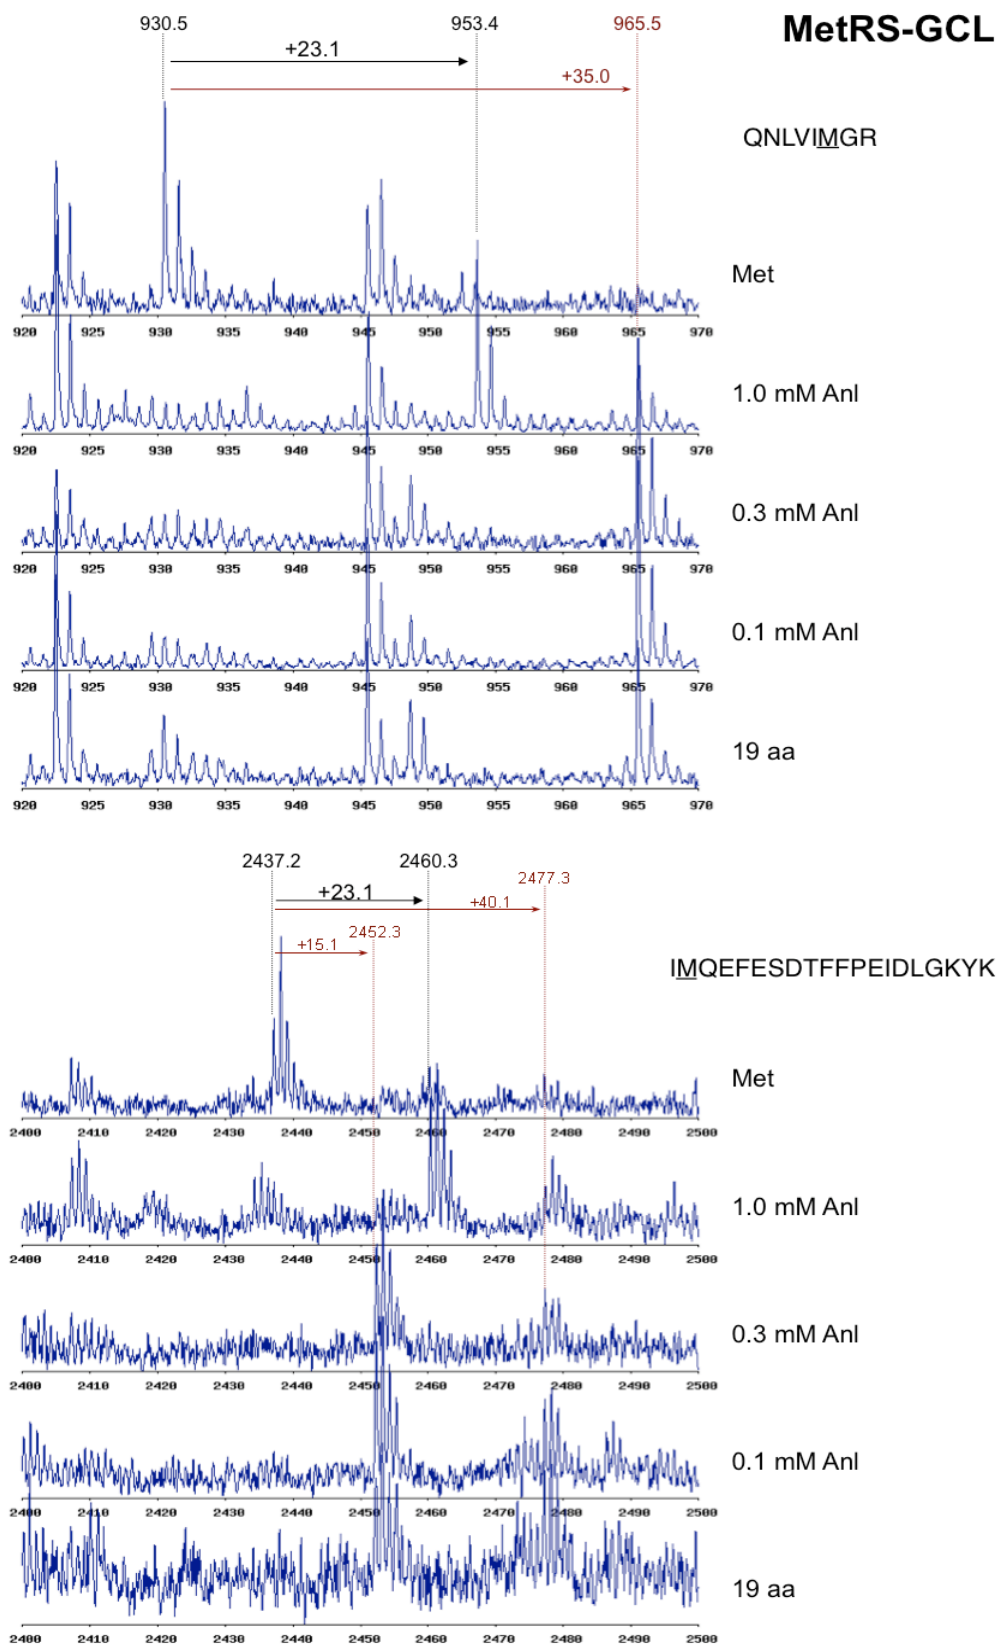 930.5 953.4 965.5 MetRS-GCL
+23.1
+35.0
QNLVIMGR
Met
920 925 930 935 940 945 950 955 960 965 970
1.0 mM Anl
920 925 930 935 940 945 950 955 960 965 970
0.3 mM Anl
920 925 930 935 940 945 950 955 960 965 970
0.1 mM Anl
920 925 930 935 940 945 950 955 960 965 970
19 aa
920 925 930 935 940 945 950 955 960 965 970
2437.2 2460.3
2477.3
+23.1
+40.1
2452.3
+15.1
IMQEFESDTFFPEIDLGKYK
Met
2400 2410 2420 2430 2440 2450 2460 2470 2480 2490 2500
1.0 mM Anl
2400 2410 2420 2430 2440 2450 2460 2470 2480 2490 2500
0.3 mM Anl
2400 2410 2420 2430 2440 2450 2460 2470 2480 2490 2500
0.1 mM Anl
2400 2410 2420 2430 2440 2450 2460 2470 2480 2490 2500
19 aa
2400 2410 2420 2430 2440 2450 2460 2470 2480 2490 2500